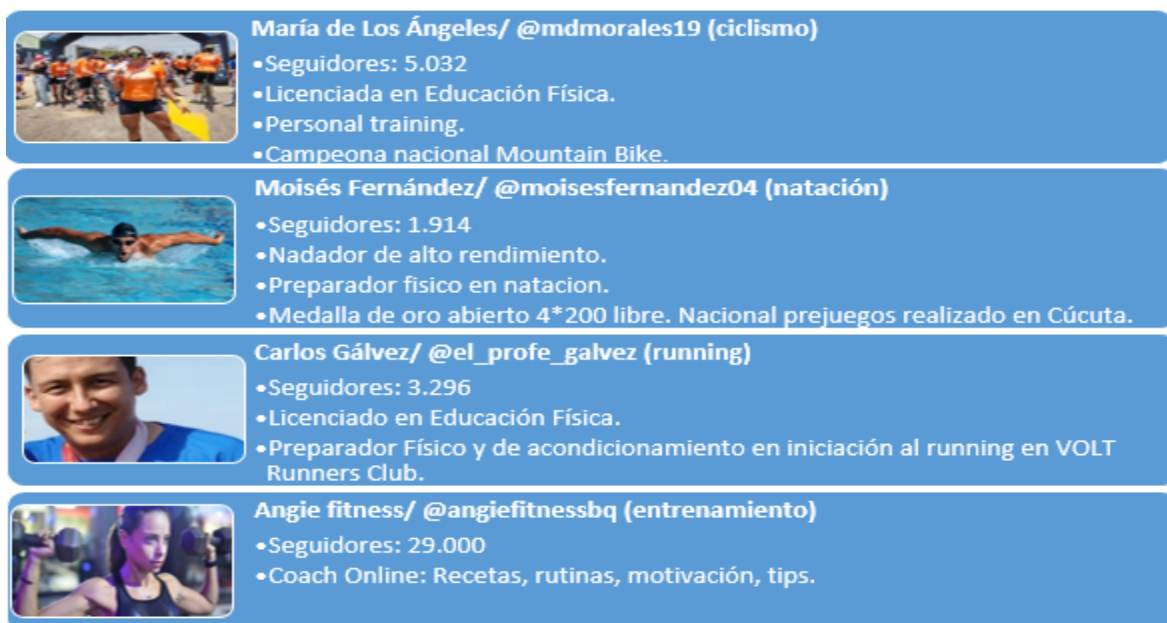 María de Los Ángeles/ @mdmorales19 (ciclismo)
•Seguidores: 5.032
•Licenciada en Educación Física.
•Personal training.
•Campeona nacional Mountain Bike.
Moisés Fernández/ @moisesfernandez04 (natación)
•Seguidores: 1.914
•Nadador de alto rendimiento.
•Preparador fisico en natacion.
•Medalla de oro abierto 4*200 libre. Nacional prejuegos realizado en Cúcuta.
Carlos Gálvez/ @el_profe_galvez (running)
•Seguidores: 3.296
•Licenciado en Educación Física.
•Preparador Físico y de acondicionamiento en iniciación al running en VOLT
Runners Club.
Angie fitness/ @angiefitnessbq (entrenamiento)
•Seguidores: 29.000
•Coach Online: Recetas, rutinas, motivación, tips.